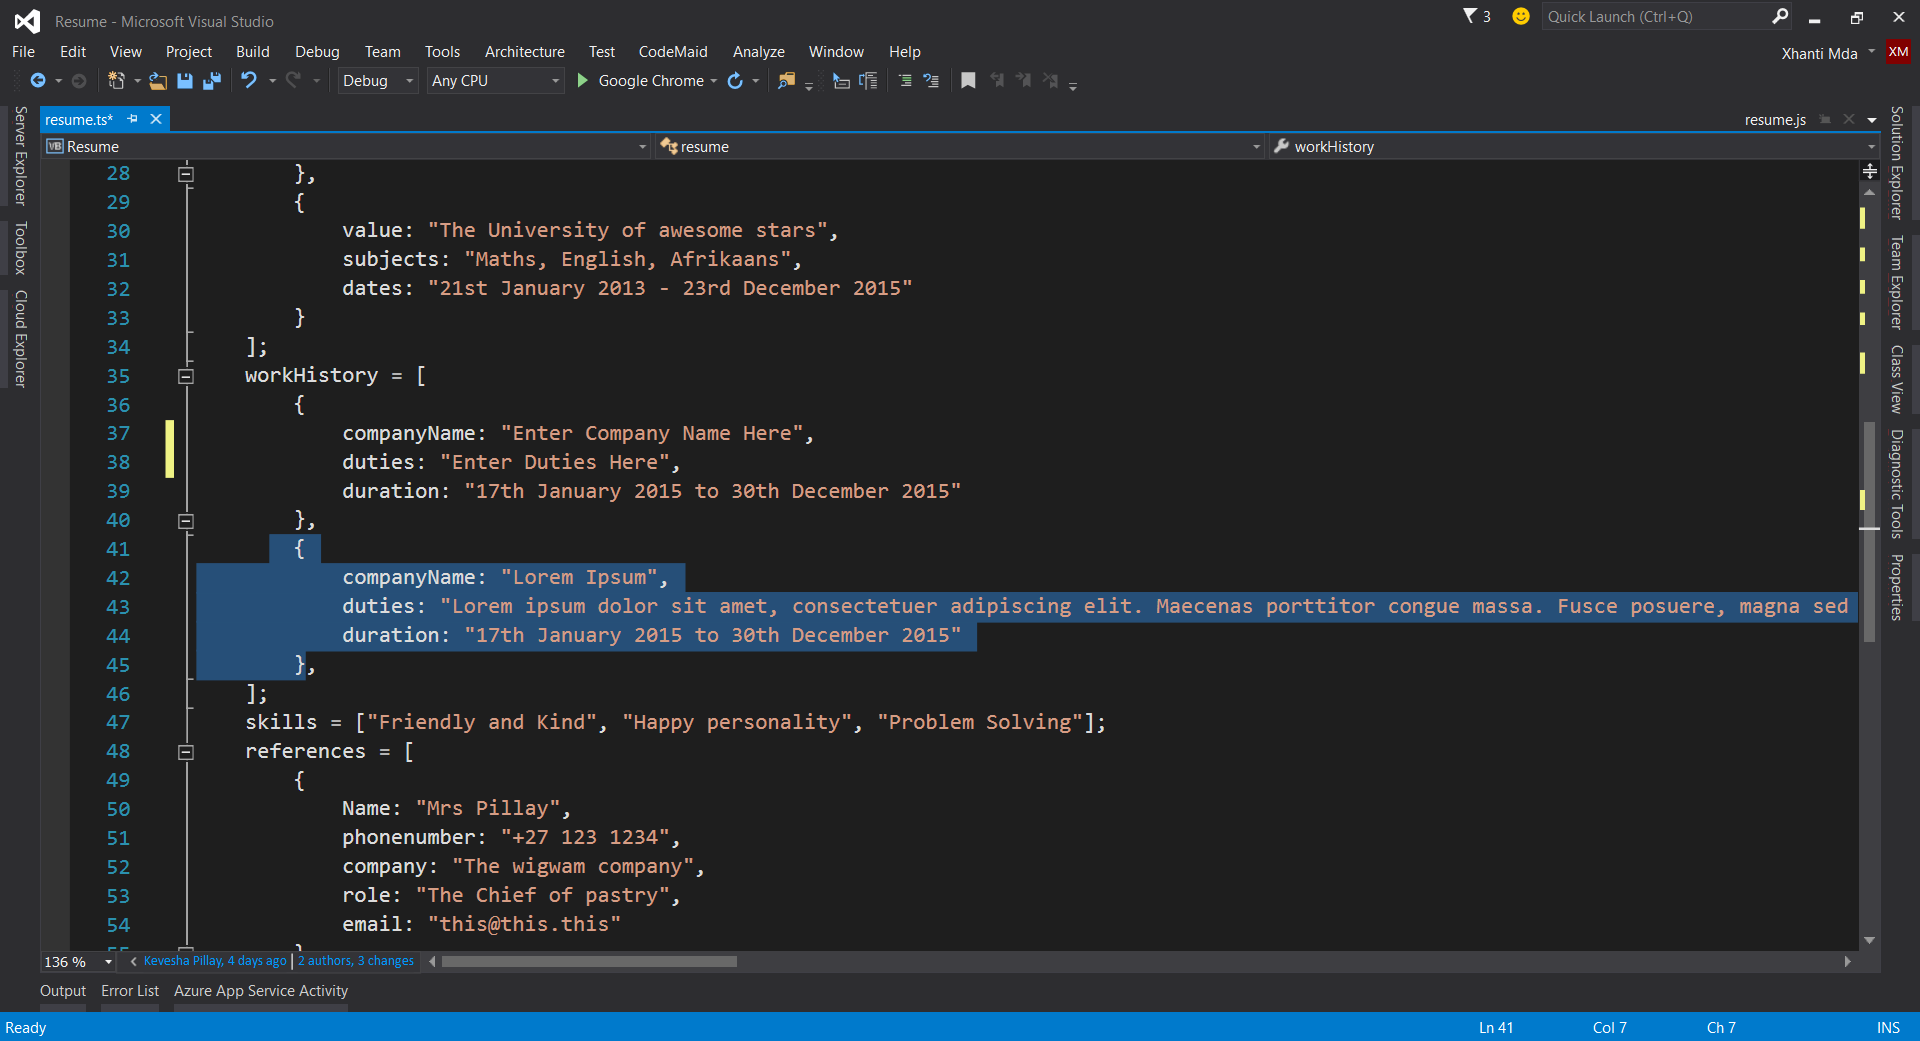 Resume - Microsoft Visual Studio
3
Quick Launch (Ctrl+Q)
File Edit View Project Build Debug Team Tools Architecture Test CodeMaid Analyze Window Help
Xhanti Mda XM
Debug Any CPU Google Chrome
Server Explorer
Toolbox
Cloud Explorer
resume.ts*
resume.js
Resume
resume
workHistory
28 },
29 {
30 value: "The University of awesome stars",
31 subjects: "Maths, English, Afrikaans",
32 dates: "21st January 2013 - 23rd December 2015"
33 }
34 ];
35 workHistory = [
36 {
37 companyName: "Enter Company Name Here",
38 duties: "Enter Duties Here",
39 duration: "17th January 2015 to 30th December 2015"
40 },
41 {
42 companyName: "Lorem Ipsum",
43 duties: "Lorem ipsum dolor sit amet, consectetuer adipiscing elit. Maecenas porttitor congue massa. Fusce posuere, magna sed
44 duration: "17th January 2015 to 30th December 2015"
45 },
46 ];
47 skills = ["Friendly and Kind", "Happy personality", "Problem Solving"];
48 references = [
49 {
50 Name: "Mrs Pillay",
51 phonenumber: "+27 123 1234",
52 company: "The wigwam company",
53 role: "The Chief of pastry",
54 email: "this@this.this"
Solution Explorer
Team Explorer
Class View
Diagnostic Tools
Properties
136 % Kevesha Pillay, 4 days ago | 2 authors, 3 changes
Output Error List Azure App Service Activity
Ready Ln 41 Col 7 Ch 7 INS